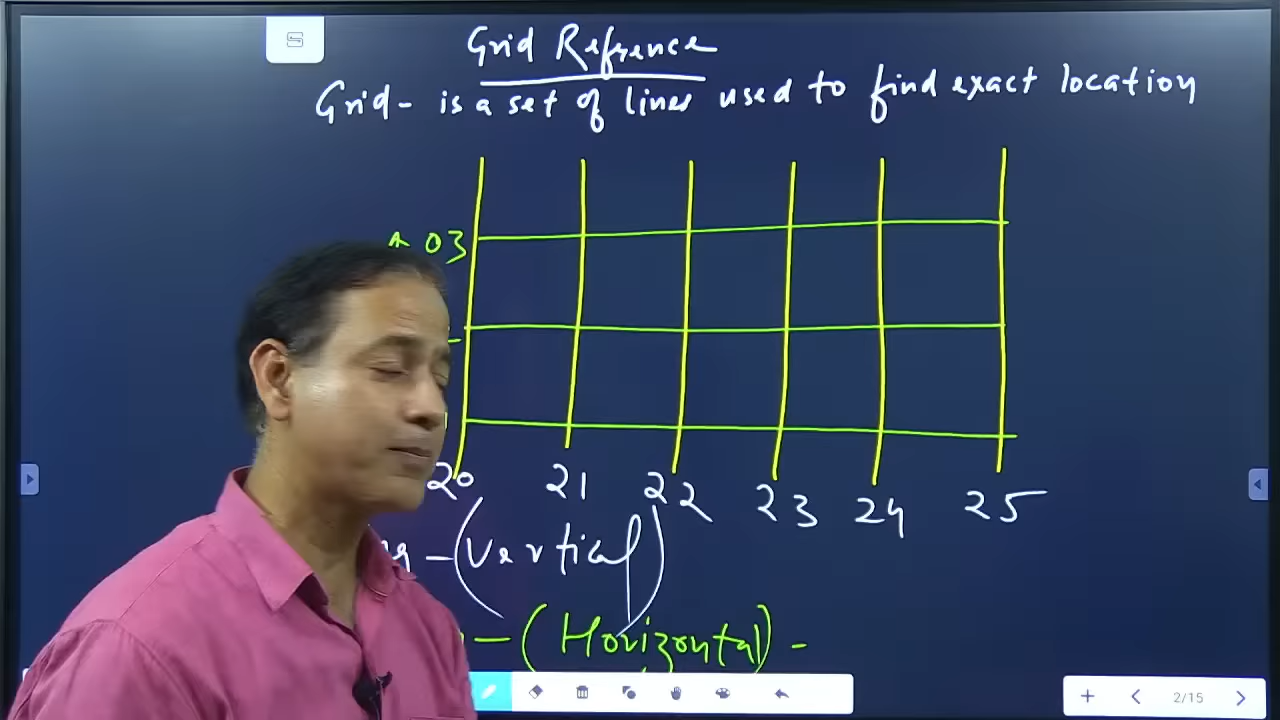 Grid Refrence
Grid- is a set of lines used to find exact location
03
20 21 22 23 24 25
-(Vertical)
-(Horizontal)-
2/15